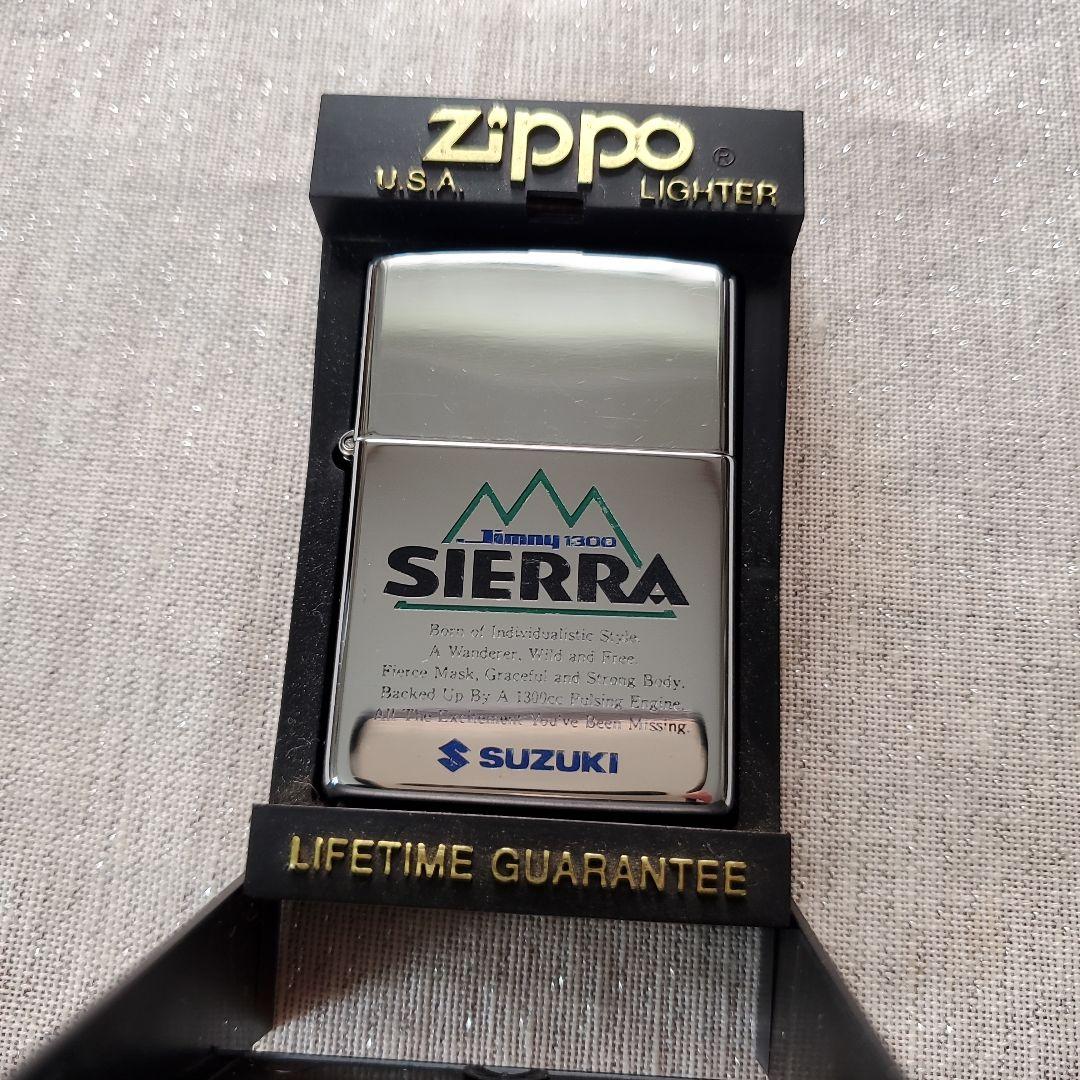 Zippo ®
U.S.A. LIGHTER
Jimny 1300
SIERRA
Born of Individualistic Style.
A Wanderer, Wild and Free.
Fierce Mask, Graceful and Strong Body.
Backed Up By A 1300cc Pulsing Engine.
All The Excitement You've Been Missing.
SUZUKI
LIFETIME GUARANTEE